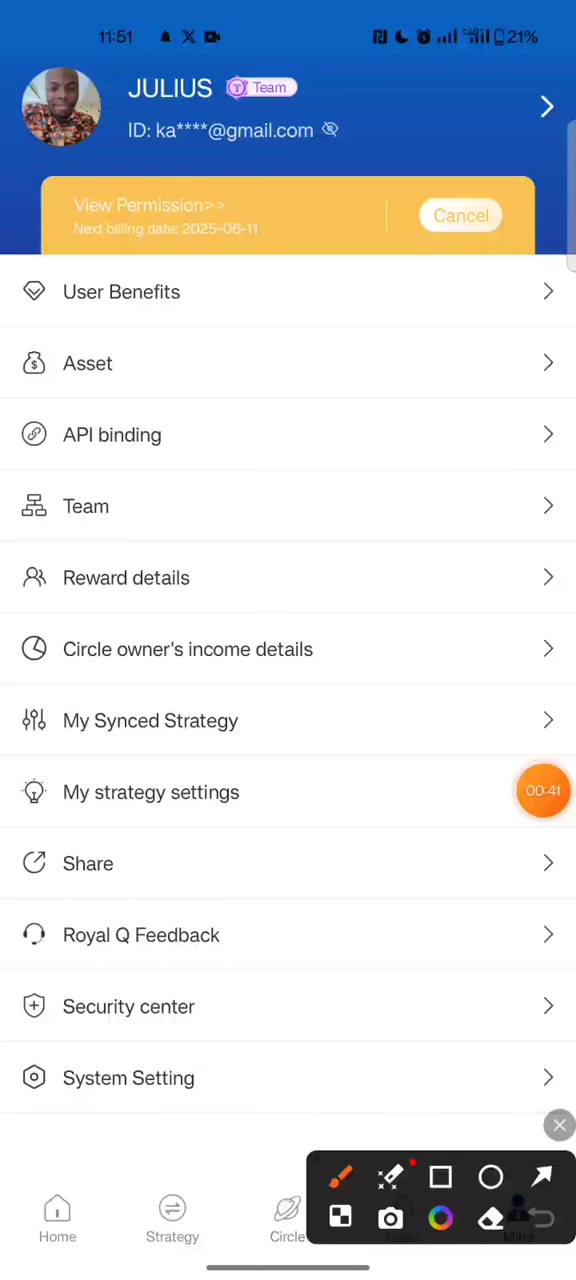 11:51
21%
JULIUS
Team
ID: ka****@gmail.com
View Permission>>
Next billing date: 2025-06-11
Cancel
User Benefits
Asset
API binding
Team
Reward details
Circle owner's income details
My Synced Strategy
My strategy settings
00:41
Share
Royal Q Feedback
Security center
System Setting
Home
Strategy
Circle
Mine